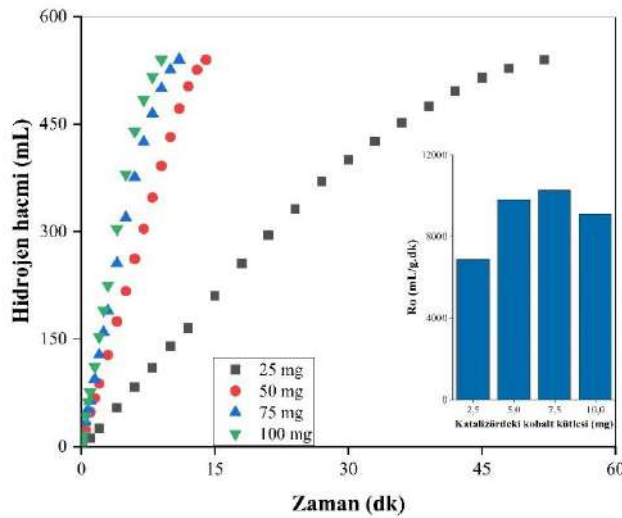 600
450
300
150
0
0
15
30
45
60
Hidrojen hacmi (mL)
Zaman (dk)
25 mg
50 mg
75 mg
100 mg
12000
8000
4000
0
Ro (mL/g.dk)
2,5
5,0
7,5
10,0
Katalizördeki kobalt kütlesi (mg)